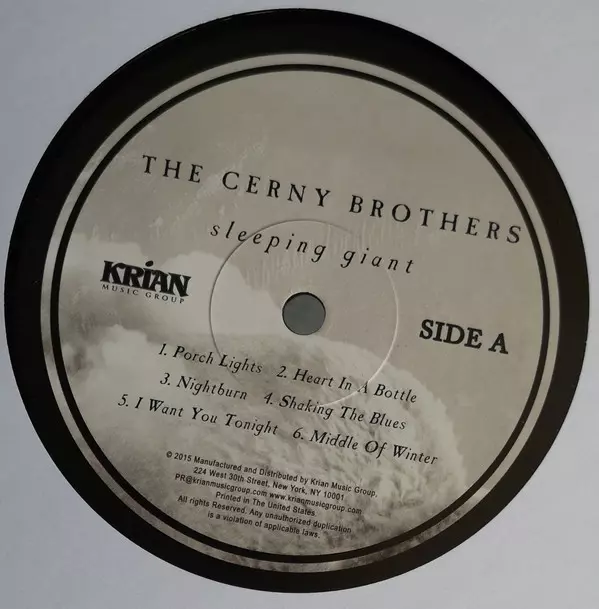 THE CERNY BROTHERS
sleeping giant
KRIAN
MUSIC GROUP
SIDE A
1. Porch Lights 2. Heart In A Bottle
3. Nightburn 4. Shaking The Blues
5. I Want You Tonight 6. Middle Of Winter
© 2015 Manufactured and Distributed by Krian Music Group,
224 West 30th Street, New York, NY 10001
PR@krianmusicgroup.com www.krianmusicgroup.com
Printed in The United States.
All rights Reserved. Any unauthorized duplication
is a violation of applicable laws.